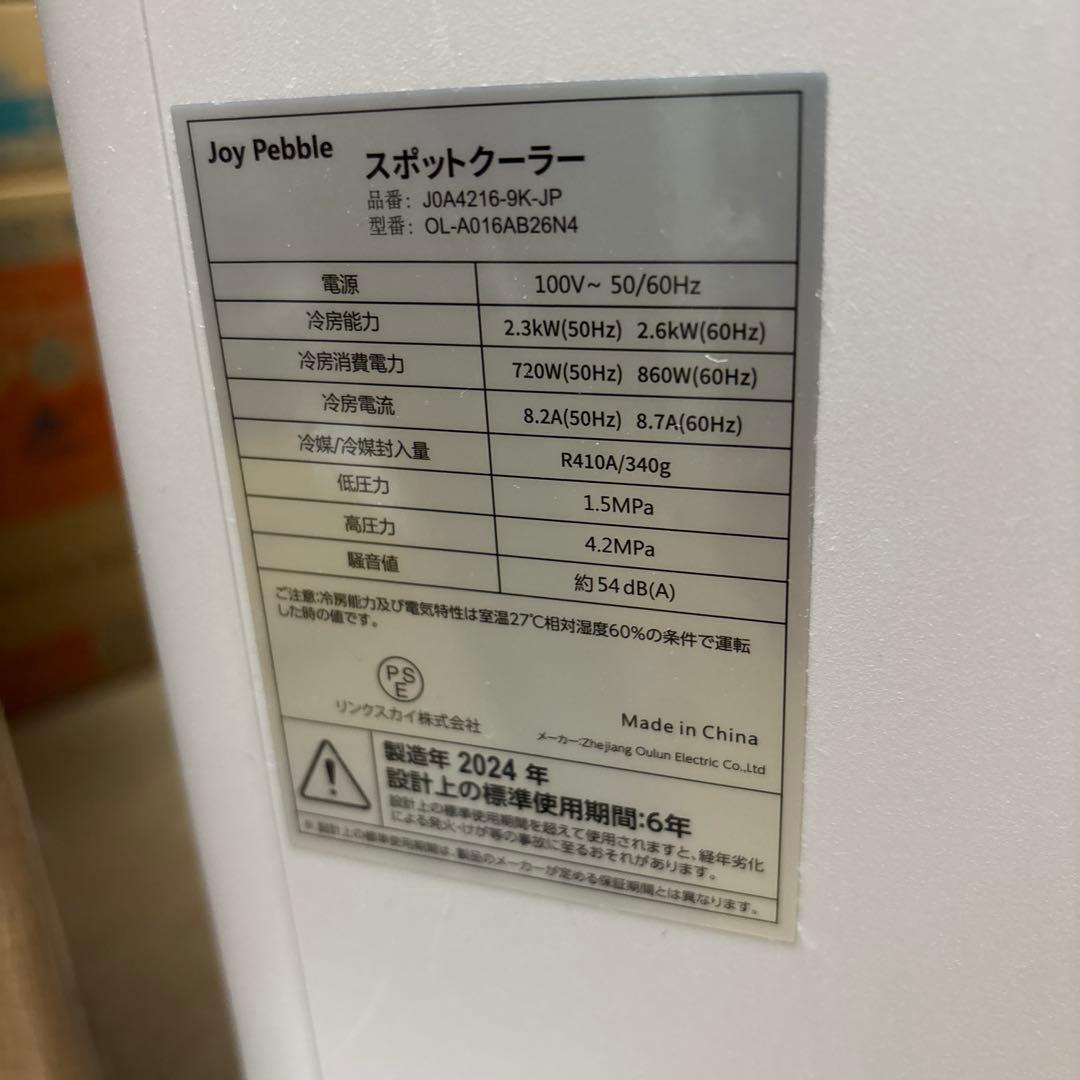 Joy Pebble
スポットクーラー
品番: J0A4216-9K-JP
型番: OL-A016AB26N4
電源 100V~ 50/60Hz
冷房能力 2.3kW(50Hz) 2.6kW(60Hz)
冷房消費電力 720W(50Hz) 860W(60Hz)
冷房電流 8.2A(50Hz) 8.7A(60Hz)
冷媒/冷媒封入量 R410A/340g
低圧力 1.5MPa
高圧力 4.2MPa
騒音値 約54dB(A)
ご注意:冷房能力及び電気特性は室温27℃相対湿度60%の条件で運転
した時の値です。
PSE
リンクスカイ株式会社
Made in China
メーカー:Zhejiang Oulun Electric Co.,Ltd
製造年 2024 年
設計上の標準使用期間:6年
設計上の標準使用期間を超えて使用されますと、経年劣化
による発火・けが等の事故に至るおそれがあります。
※ 設計上の標準使用期間は、製品のメーカーが定める保証期間とは異なります。